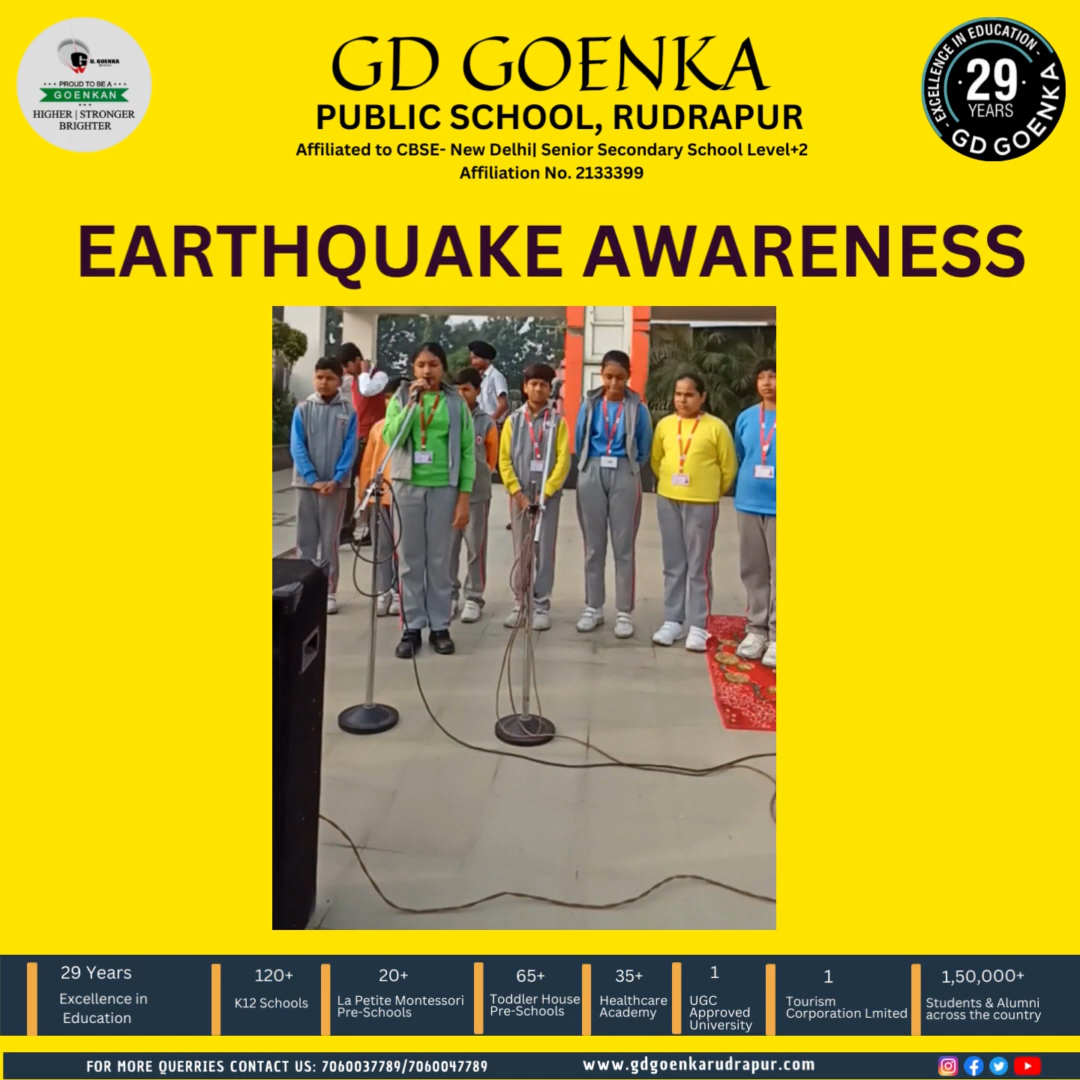 G. D. GOENKA
PROUD TO BE A
GOENKAN
HIGHER | STRONGER
BRIGHTER
GD GOENKA
PUBLIC SCHOOL, RUDRAPUR
Affiliated to CBSE- New Delhi| Senior Secondary School Level+2
Affiliation No. 2133399
EXCELLENCE IN EDUCATION
29
YEARS
GD GOENKA
EARTHQUAKE AWARENESS
29 Years
Excellence in
Education
120+
K12 Schools
20+
La Petite Montessori
Pre-Schools
65+
Toddler House
Pre-Schools
35+
Healthcare
Academy
1
UGC
Approved
University
1
Tourism
Corporation Lmited
1,50,000+
Students & Alumni
across the country
FOR MORE QUERRIES CONTACT US: 7060037789/7060047789
www.gdgoenkarudrapur.com